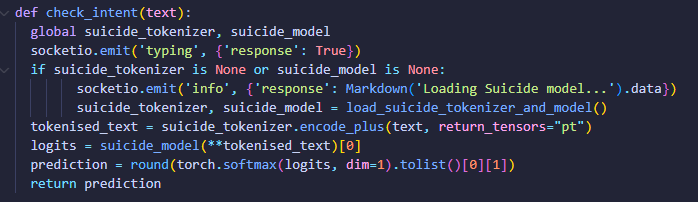 def check_intent(text):
    global suicide_tokenizer, suicide_model
    socketio.emit('typing', {'response': True})
    if suicide_tokenizer is None or suicide_model is None:
        socketio.emit('info', {'response': Markdown('Loading Suicide model...').data})
        suicide_tokenizer, suicide_model = load_suicide_tokenizer_and_model()
    tokenised_text = suicide_tokenizer.encode_plus(text, return_tensors="pt")
    logits = suicide_model(**tokenised_text)[0]
    prediction = round(torch.softmax(logits, dim=1).tolist()[0][1])
    return prediction